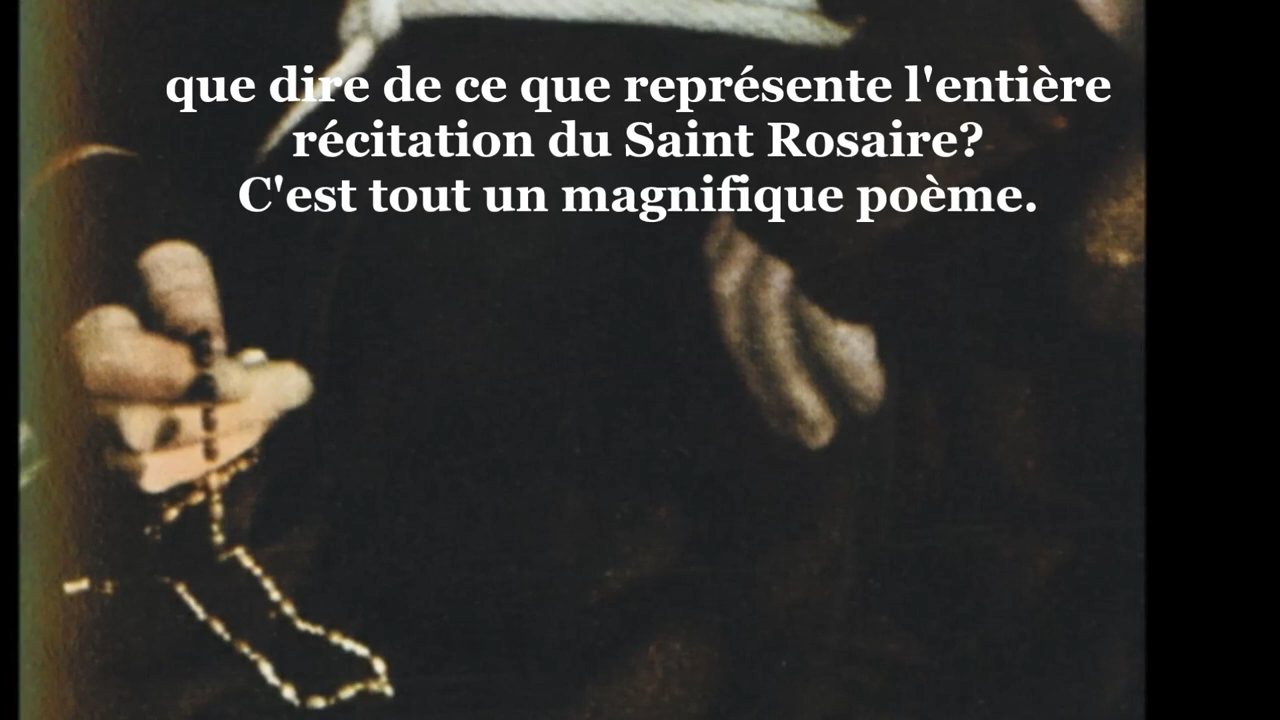 que dire de ce que représente l'entière
récitation du Saint Rosaire?
C'est tout un magnifique poème.